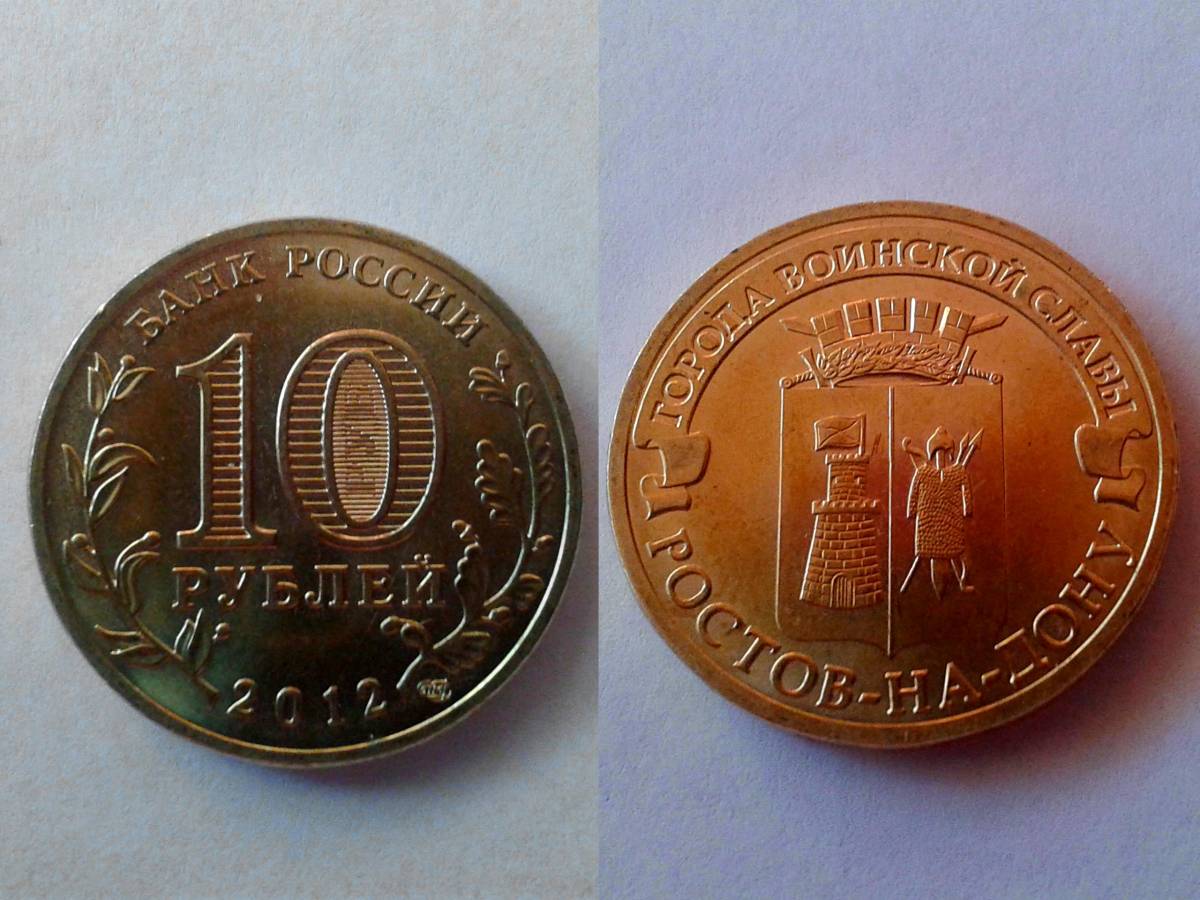 БАНК РОССИИ
10
РУБЛЕЙ
2012
ГОРОДА ВОИНСКОЙ СЛАВЫ
РОСТОВ-НА-ДОНУ